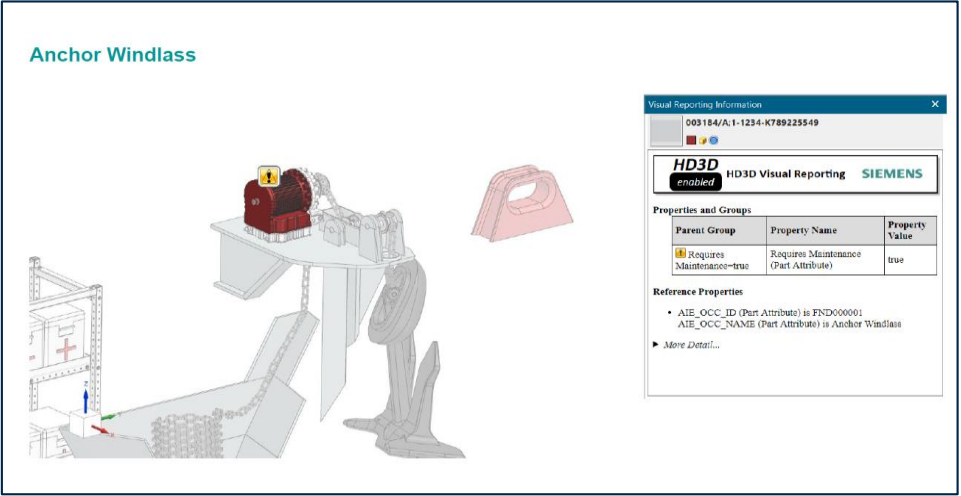 Anchor Windlass
Visual Reporting Information
003184/A;1-1234-K789225549
HD3D
enabled
HD3D Visual Reporting
SIEMENS
Properties and Groups
Parent Group
Property Name
Property
Value
Requires
Maintenance=true
Requires Maintenance
(Part Attribute)
true
Reference Properties
• AIE_OCC_ID (Part Attribute) is FND000001
AIE_OCC_NAME (Part Attribute) is Anchor Windlass
More Detail...
Z